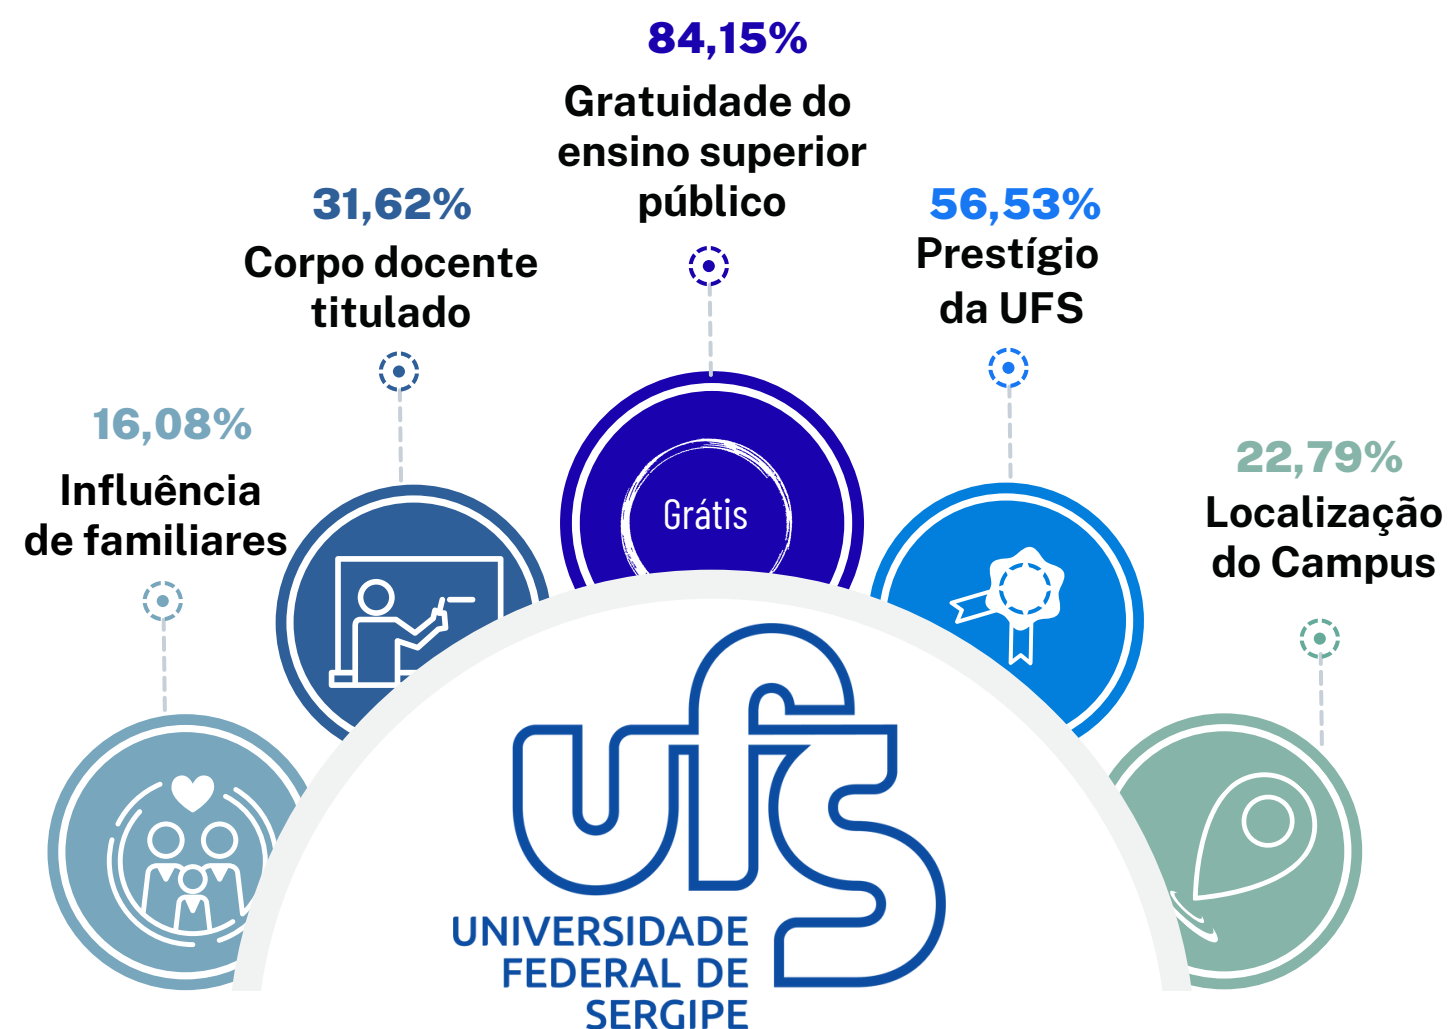 84,15%
Gratuidade do
ensino superior
público
31,62%
Corpo docente
titulado
56,53%
Prestígio
da UFS
16,08%
Influência
de familiares
22,79%
Localização
do Campus
Grátis
ufs
UNIVERSIDADE
FEDERAL DE
SERGIPE